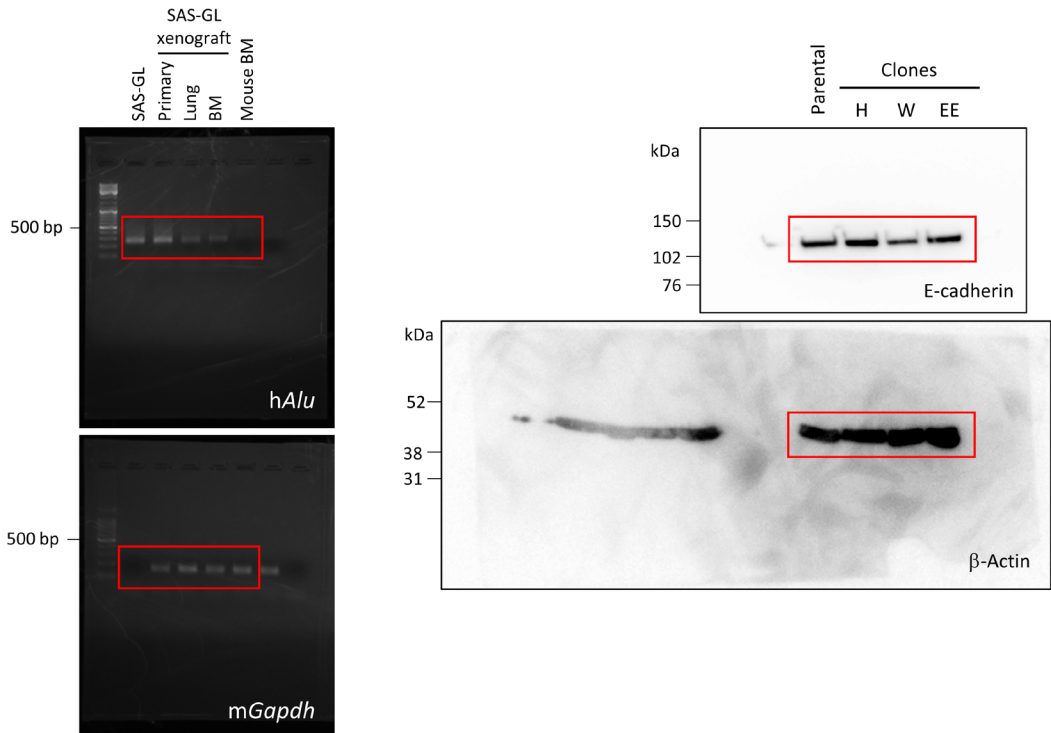 SAS-GL
xenograft
SAS-GL
Primary
Lung
BM
Mouse BM
500 bp
hAlu
500 bp
mGapdh
Parental
Clones
H W EE
kDa
150
102
76
E-cadherin
kDa
52
38
31
β-Actin